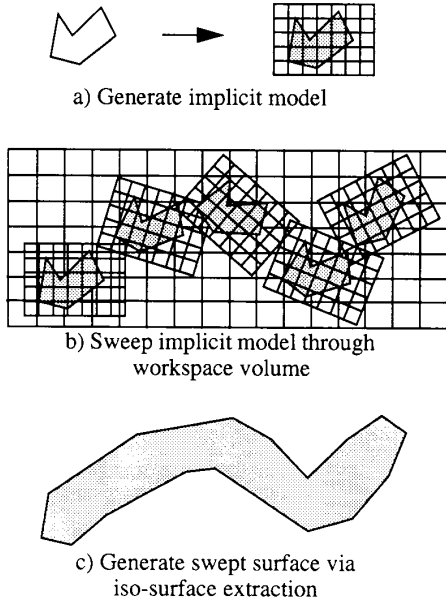 a) Generate implicit model
b) Sweep implicit model through
workspace volume
c) Generate swept surface via
iso-surface extraction